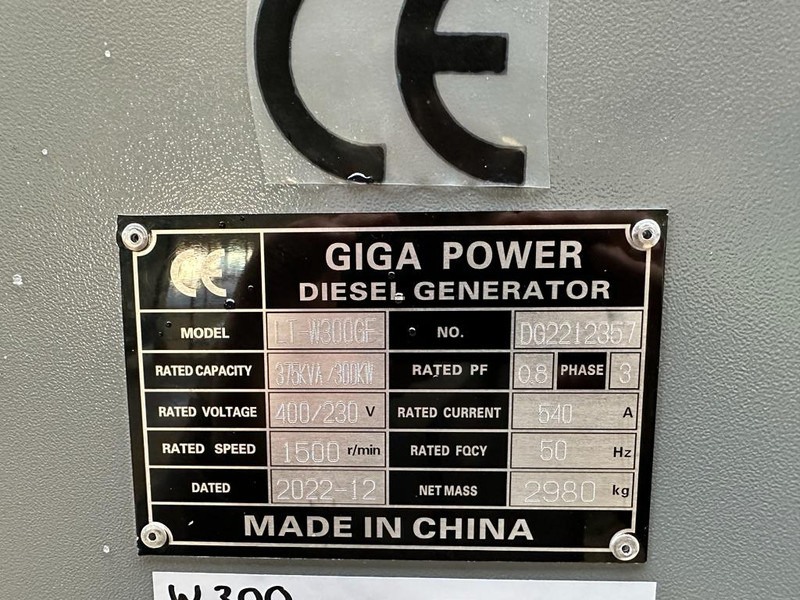 CE
CE
GIGA POWER
DIESEL GENERATOR
MODEL LT-W300GF NO. DG2212357
RATED CAPACITY 375KVA/300KW RATED PF 0.8 PHASE 3
RATED VOLTAGE 400/230 V RATED CURRENT 540 A
RATED SPEED 1500 r/min RATED FQCY 50 Hz
DATED 2022-12 NET MASS 2980 kg
MADE IN CHINA
W300